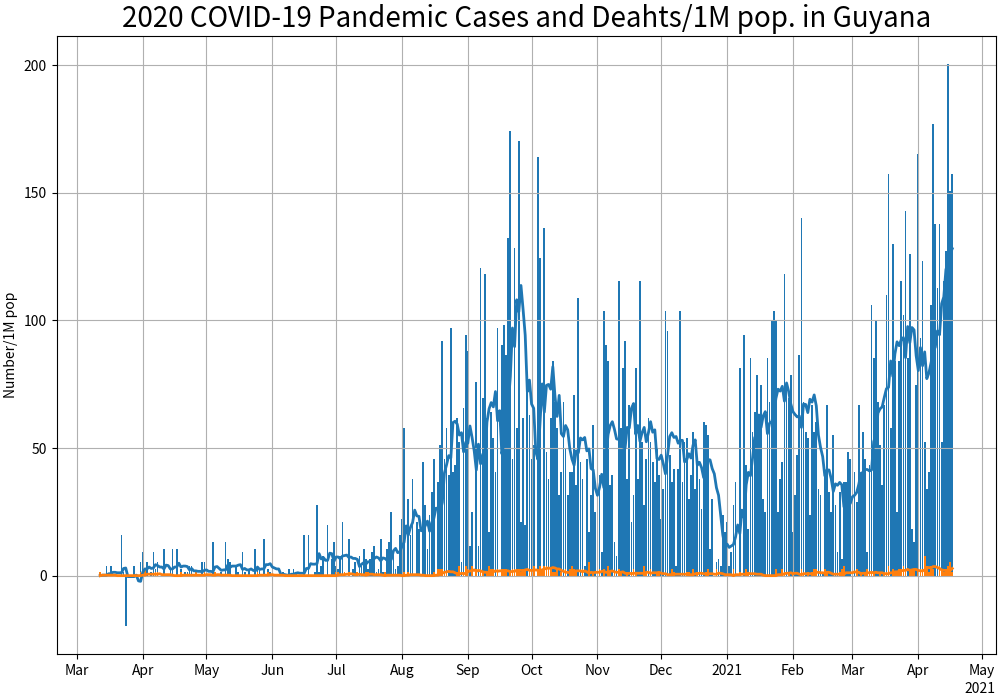 2020 COVID-19 Pandemic Cases and Deahts/1M pop. in Guyana
Number/1M pop
200
150
100
50
0
Mar Apr May Jun Jul Aug Sep Oct Nov Dec 2021 Feb Mar Apr May
2021